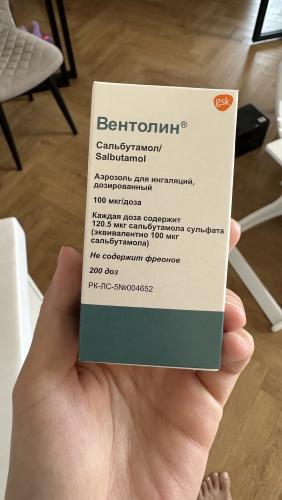 gsk
Вентолин®
Сальбутамол/
Salbutamol
Аэрозоль для ингаляций,
дозированный
100 мкг/доза
Каждая доза содержит
120.5 мкг сальбутамола сульфата
(эквивалентно 100 мкг
сальбутамола)
Не содержит фреонов
200 доз
РК-ЛС-5№004652